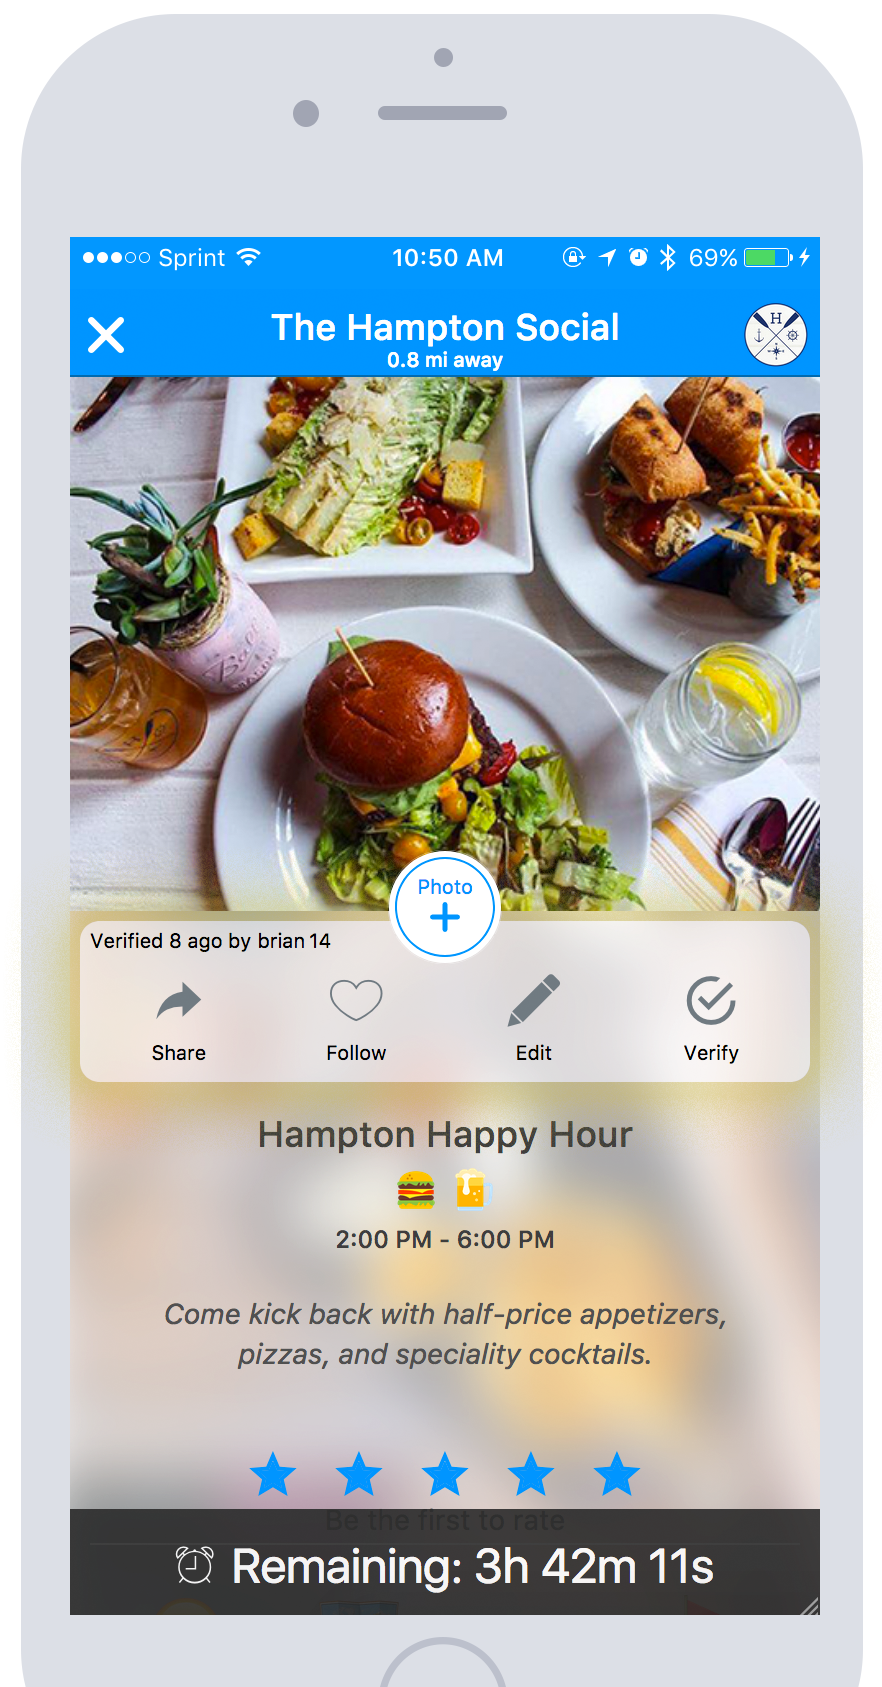 Sprint 10:50 AM 69%
The Hampton Social
0.8 mi away
H
Ball
Photo
Verified 8 ago by brian 14
Share Follow Edit Verify
Hampton Happy Hour
2:00 PM - 6:00 PM
Come kick back with half-price appetizers,
pizzas, and speciality cocktails.
Be the first to rate
Remaining: 3h 42m 11s